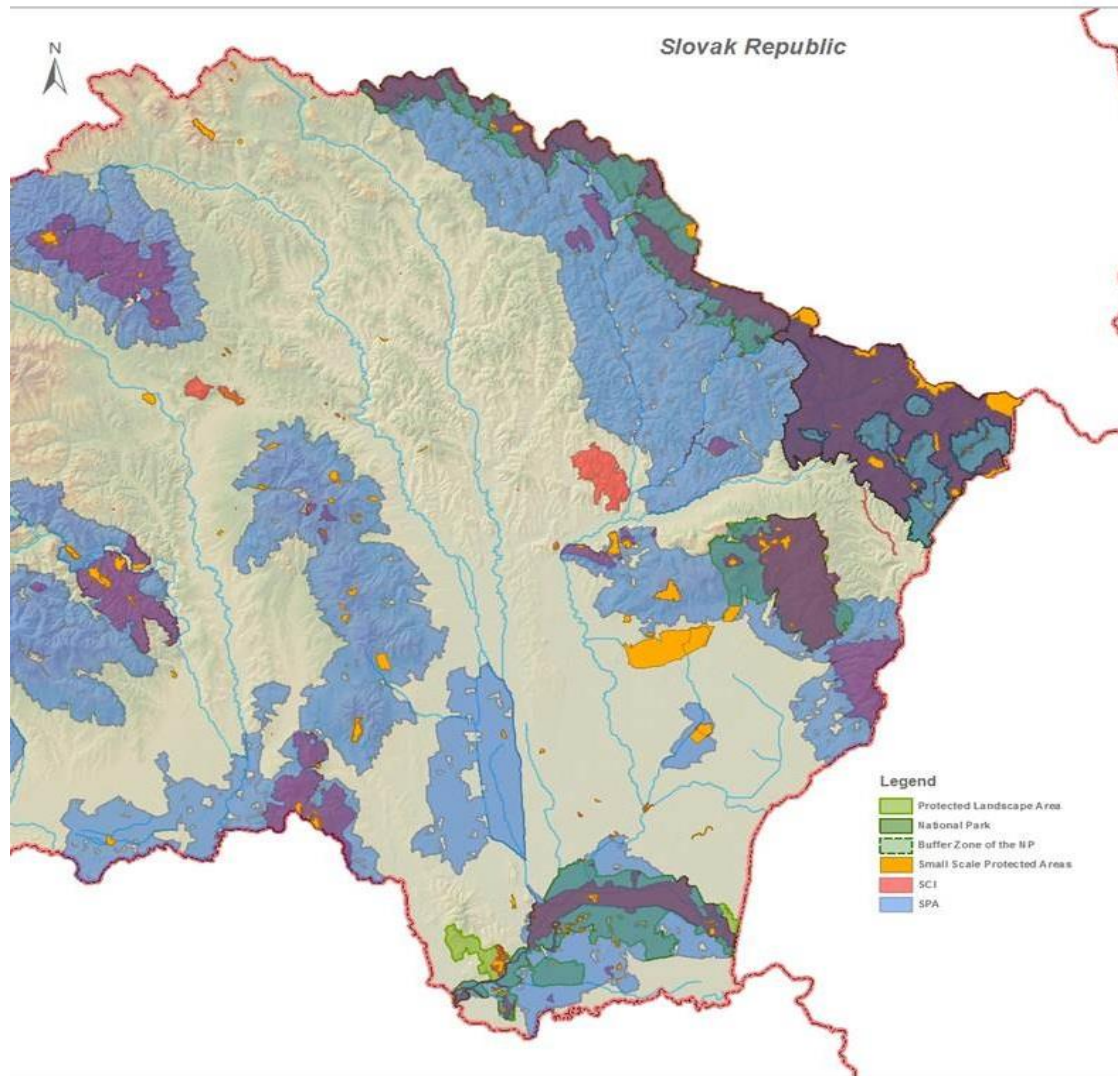 Slovak Republic
N
Legend
Protected Landscape Area
National Park
Buffer Zone of the NP
Small Scale Protected Areas
SCI
SPA